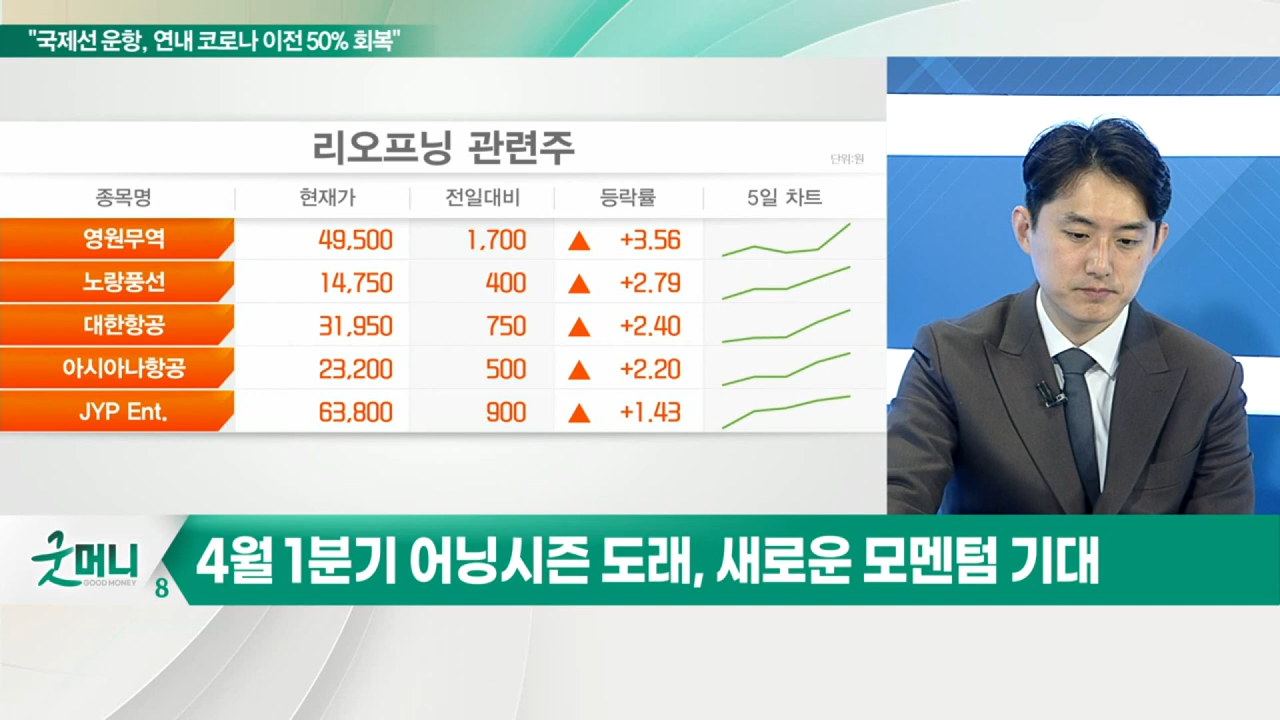 "국제선 운항, 연내 코로나 이전 50% 회복"
리오프닝 관련주
단위:원
종목명 현재가 전일대비 등락률 5일 차트
영원무역 49,500 1,700 ▲ +3.56
노랑풍선 14,750 400 ▲ +2.79
대한항공 31,950 750 ▲ +2.40
아시아나항공 23,200 500 ▲ +2.20
JYP Ent. 63,800 900 ▲ +1.43
굿머니
GOOD MONEY
8
4월 1분기 어닝시즌 도래, 새로운 모멘텀 기대